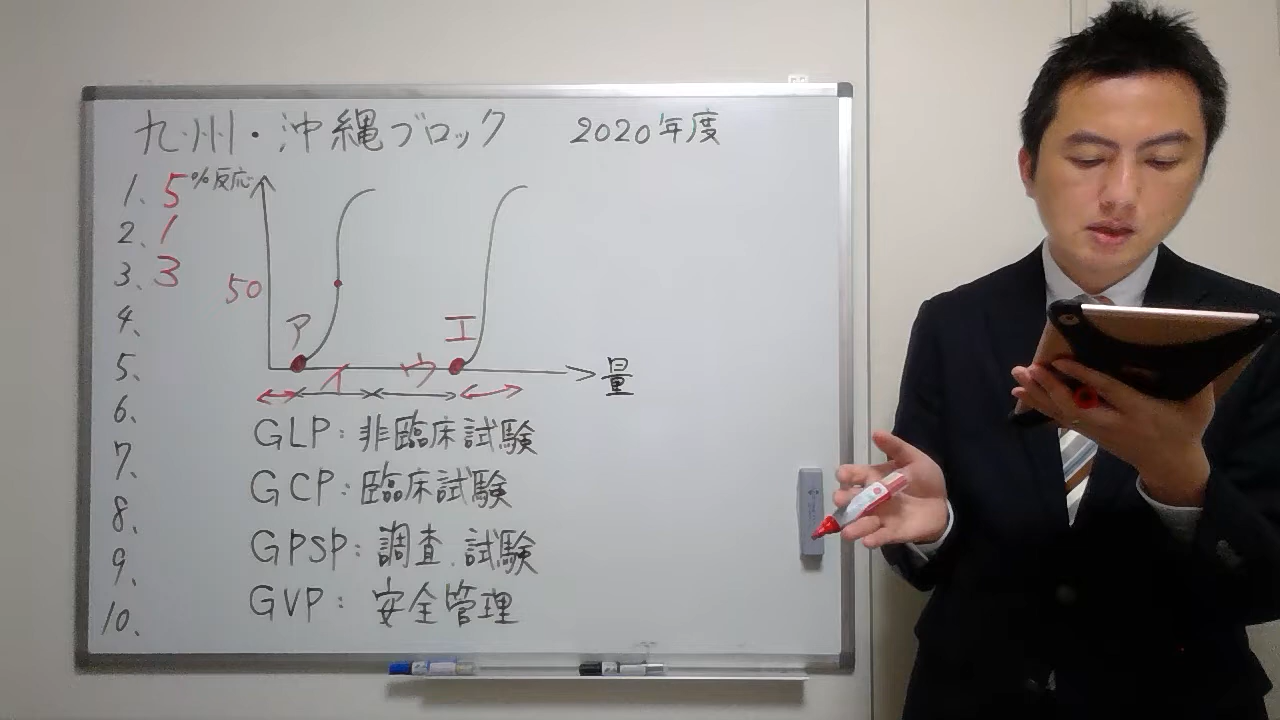 九州・沖縄ブロック 2020年度
1. 5
2. 1
3. 3
4.
5.
6.
7.
8.
9.
10.
%反応
50
ア
イ
ウ
エ
量
GLP: 非臨床試験
GCP: 臨床試験
GPSP: 調査.試験
GVP: 安全管理